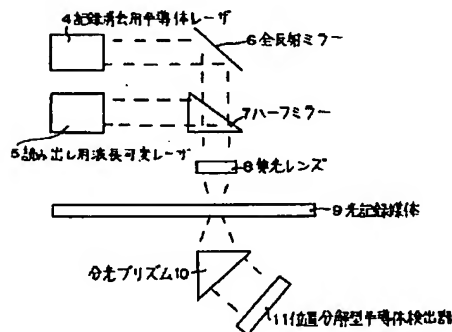 4記録消去用半導体レーザ
6全反射ミラー
7ハーフミラー
5読み出し用波長可変レーザ
8集光レンズ
9光記録媒体
分光プリズム10
11位置分解型半導体検出器